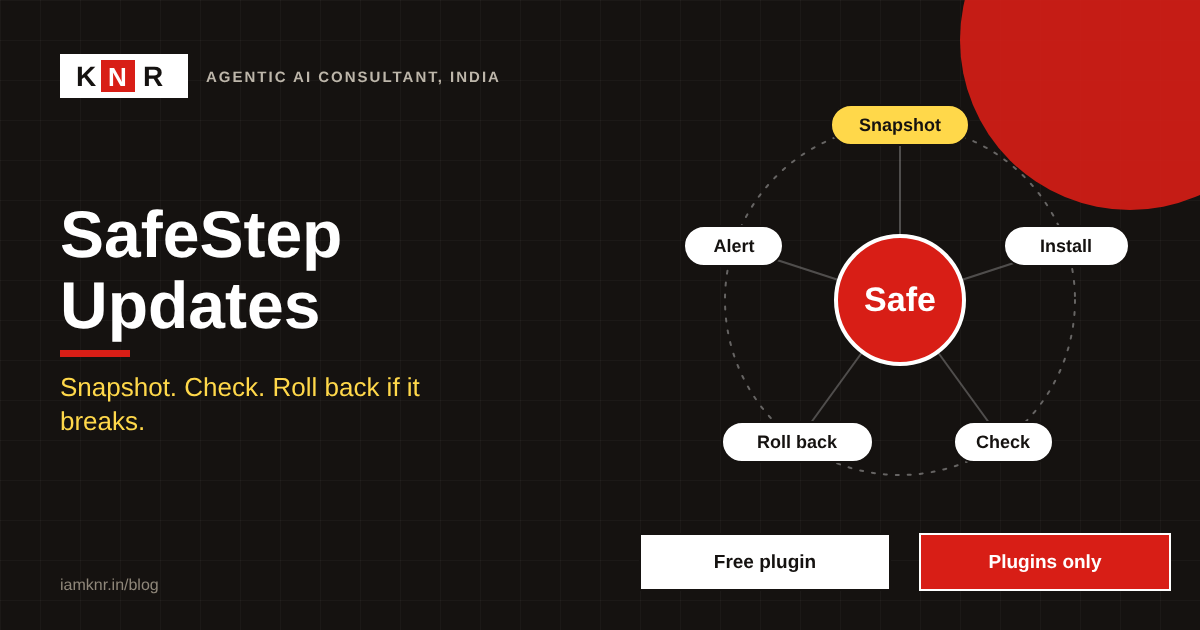 KNR
AGENTIC AI CONSULTANT, INDIA
SafeStep
Updates
Snapshot. Check. Roll back if it
breaks.
Snapshot
Alert
Install
Safe
Roll back
Check
Free plugin
Plugins only
iamknr.in/blog